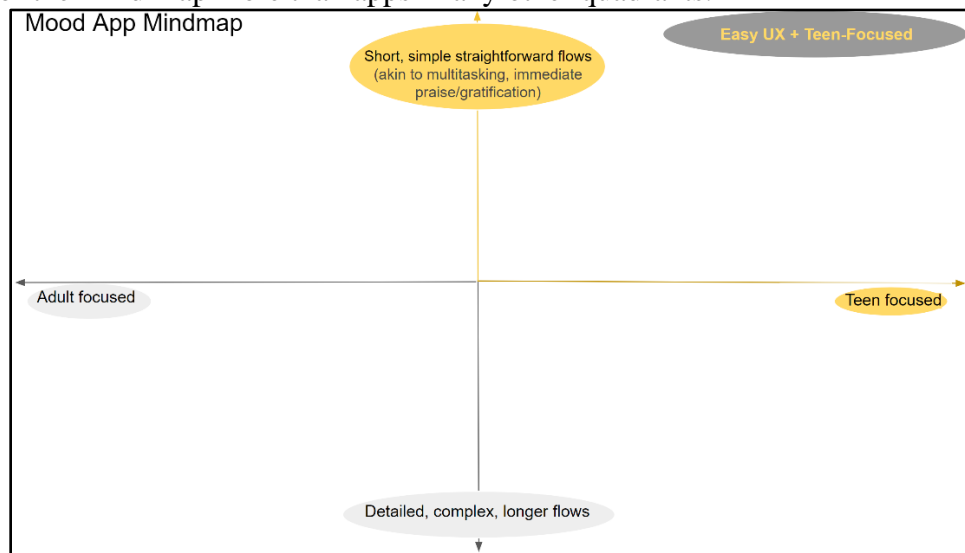 Mood App Mindmap
Easy UX + Teen-Focused
Short, simple straightforward flows
(akin to multitasking, immediate
praise/gratification)
Adult focused
Teen focused
Detailed, complex, longer flows